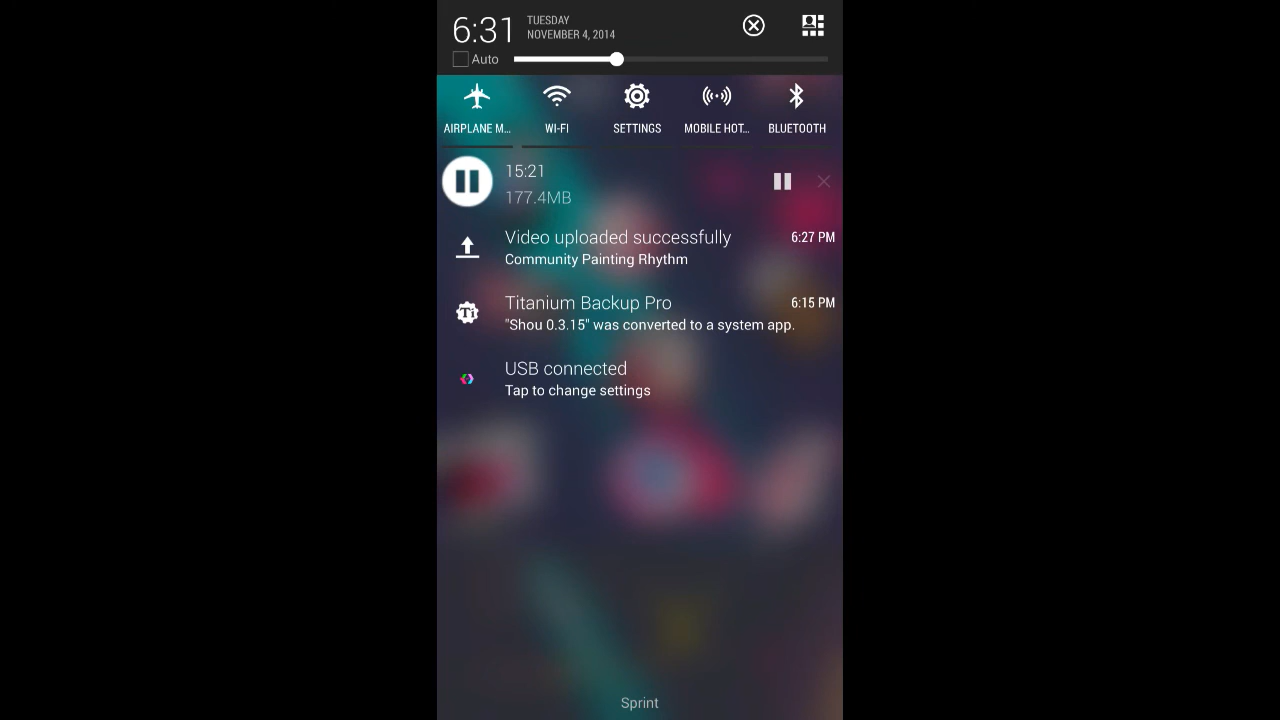 6:31
TUESDAY
NOVEMBER 4, 2014
Auto
AIRPLANE M... WI-FI SETTINGS MOBILE HOT... BLUETOOTH
15:21
177.4MB
Video uploaded successfully 6:27 PM
Community Painting Rhythm
Titanium Backup Pro 6:15 PM
Ti
"Shou 0.3.15" was converted to a system app.
USB connected
Tap to change settings
Sprint